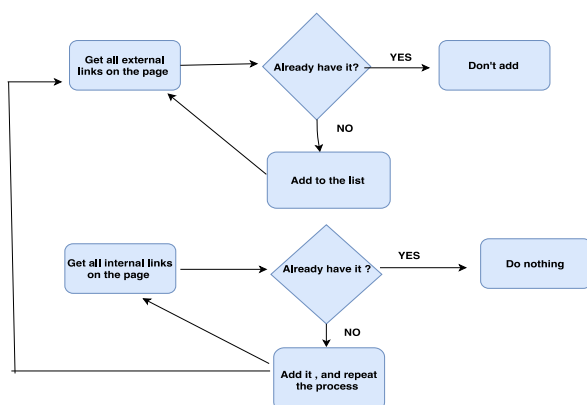 Get all external
links on the page
Already have it?
YES
Don't add
NO
Add to the list
Get all internal links
on the page
Already have it ?
YES
Do nothing
NO
Add it , and repeat
the process